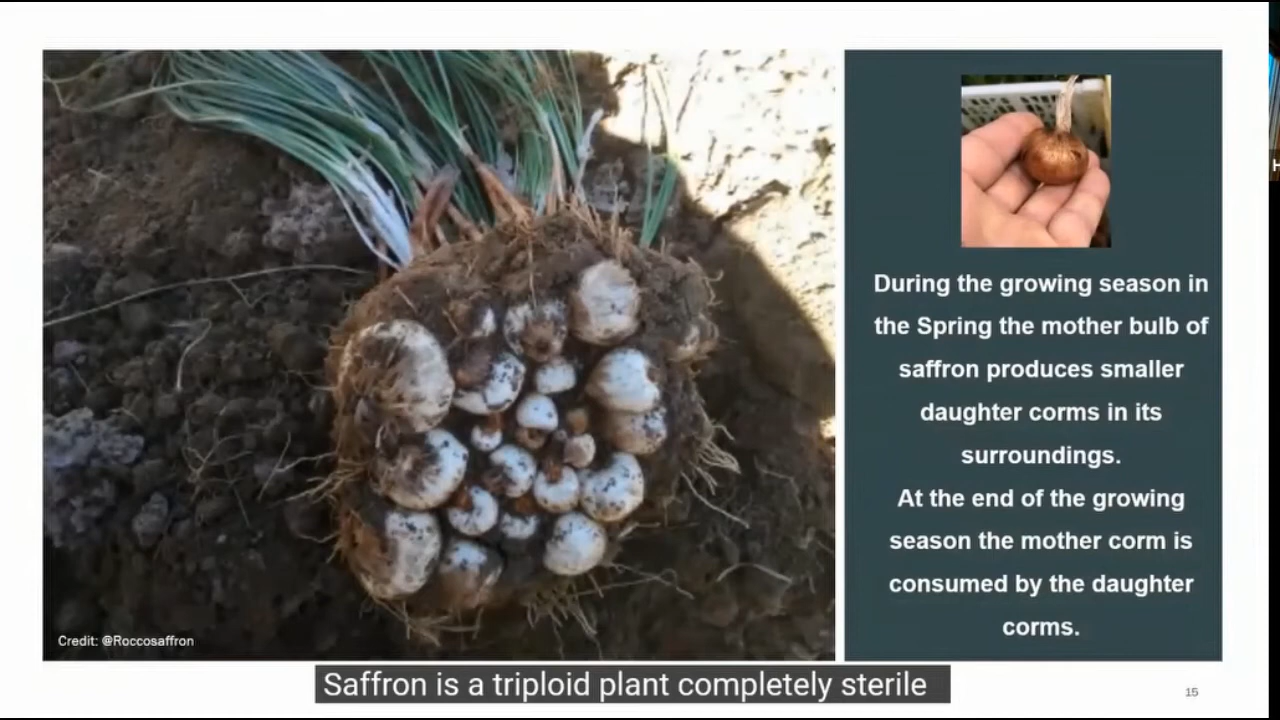 During the growing season in
the Spring the mother bulb of
saffron produces smaller
daughter corms in its
surroundings.
At the end of the growing
season the mother corm is
consumed by the daughter
corms.
Credit: @Roccosaffron
Saffron is a triploid plant completely sterile
15
H